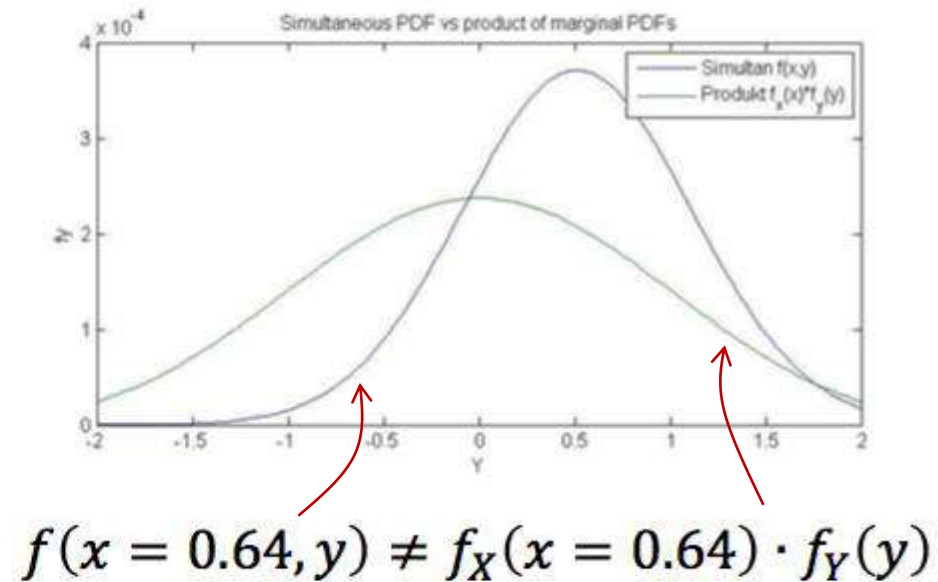 Simultaneous PDF vs product of marginal PDFs
x 10⁻⁴
Simultan f(x,y)
Produkt f_x(x)*f_y(y)
4
3
2
1
0
fy
-2 -1.5 -1 -0.5 0 0.5 1 1.5 2
Y
f(x = 0.64, y) ≠ f_X(x = 0.64) · f_Y(y)